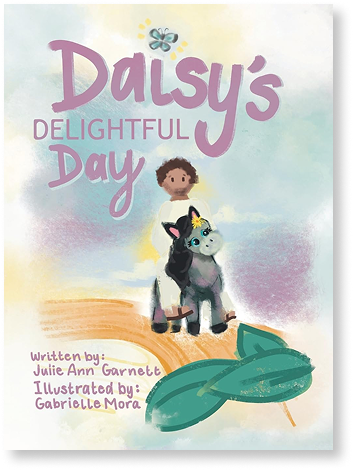 Daisy's
DELIGHTFUL
Day
Written by:
Julie Ann Garnett
Illustrated by:
Gabrielle Mora